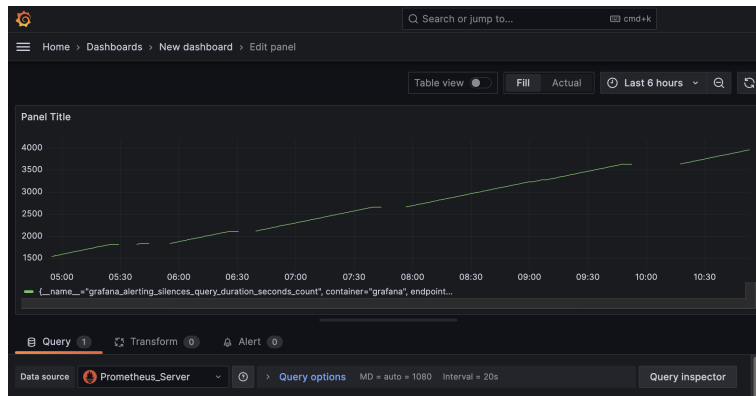 Search or jump to... cmd+k
Home > Dashboards > New dashboard > Edit panel
Table view Fill Actual Last 6 hours
Panel Title
4000
3500
3000
2500
2000
1500
05:00 05:30 06:00 06:30 07:00 07:30 08:00 08:30 09:00 09:30 10:00 10:30
{__name__="grafana_alerting_silences_query_duration_seconds_count", container="grafana", endpoint...
Query 1 Transform 0 Alert 0
Data source Prometheus_Server > Query options MD = auto = 1080 Interval = 20s Query inspector